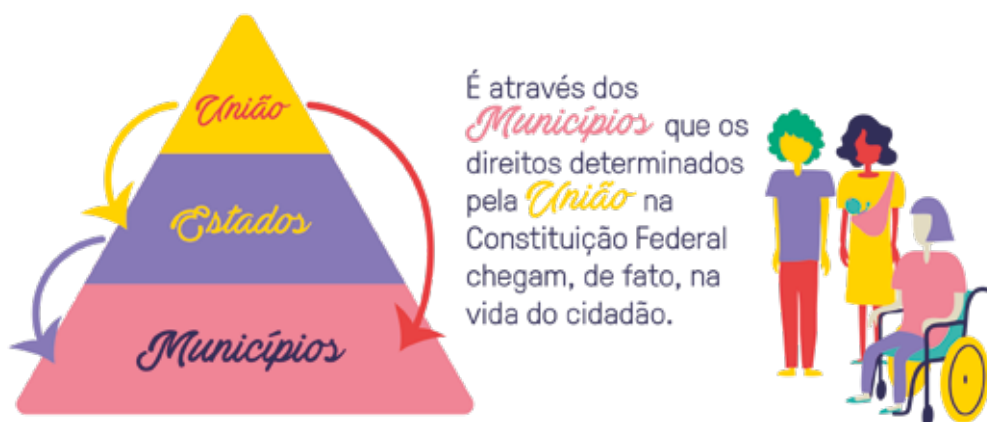 União
Estados
Municípios
É através dos
Municípios que os
direitos determinados
pela União na
Constituição Federal
chegam, de fato, na
vida do cidadão.